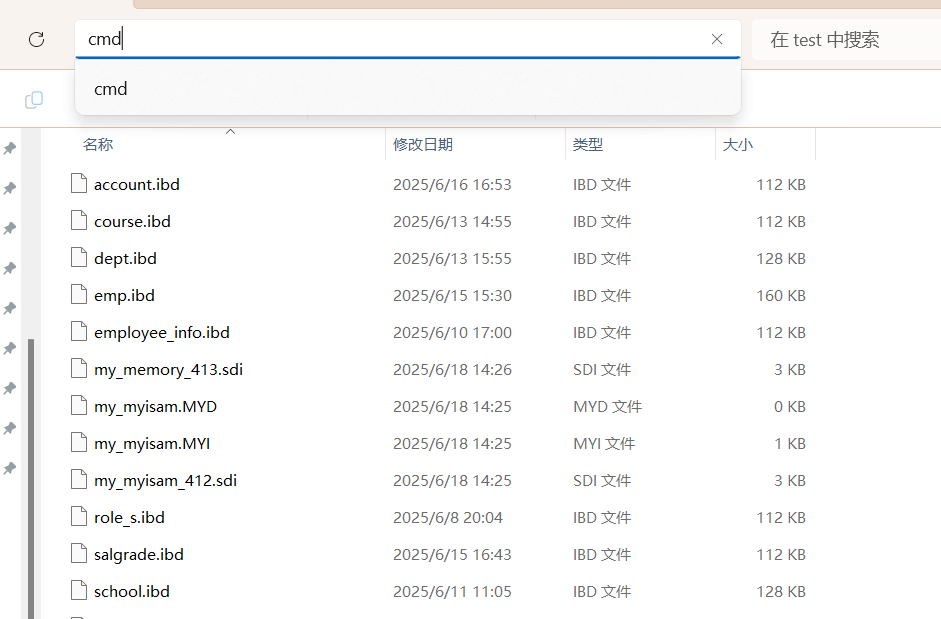 cmd
在 test 中搜索
cmd
名称 修改日期 类型 大小
account.ibd 2025/6/16 16:53 IBD 文件 112 KB
course.ibd 2025/6/13 14:55 IBD 文件 112 KB
dept.ibd 2025/6/13 15:55 IBD 文件 128 KB
emp.ibd 2025/6/15 15:30 IBD 文件 160 KB
employee_info.ibd 2025/6/10 17:00 IBD 文件 112 KB
my_memory_413.sdi 2025/6/18 14:26 SDI 文件 3 KB
my_myisam.MYD 2025/6/18 14:25 MYD 文件 0 KB
my_myisam.MYI 2025/6/18 14:25 MYI 文件 1 KB
my_myisam_412.sdi 2025/6/18 14:25 SDI 文件 3 KB
role_s.ibd 2025/6/8 20:04 IBD 文件 112 KB
salgrade.ibd 2025/6/15 16:43 IBD 文件 112 KB
school.ibd 2025/6/11 11:05 IBD 文件 128 KB